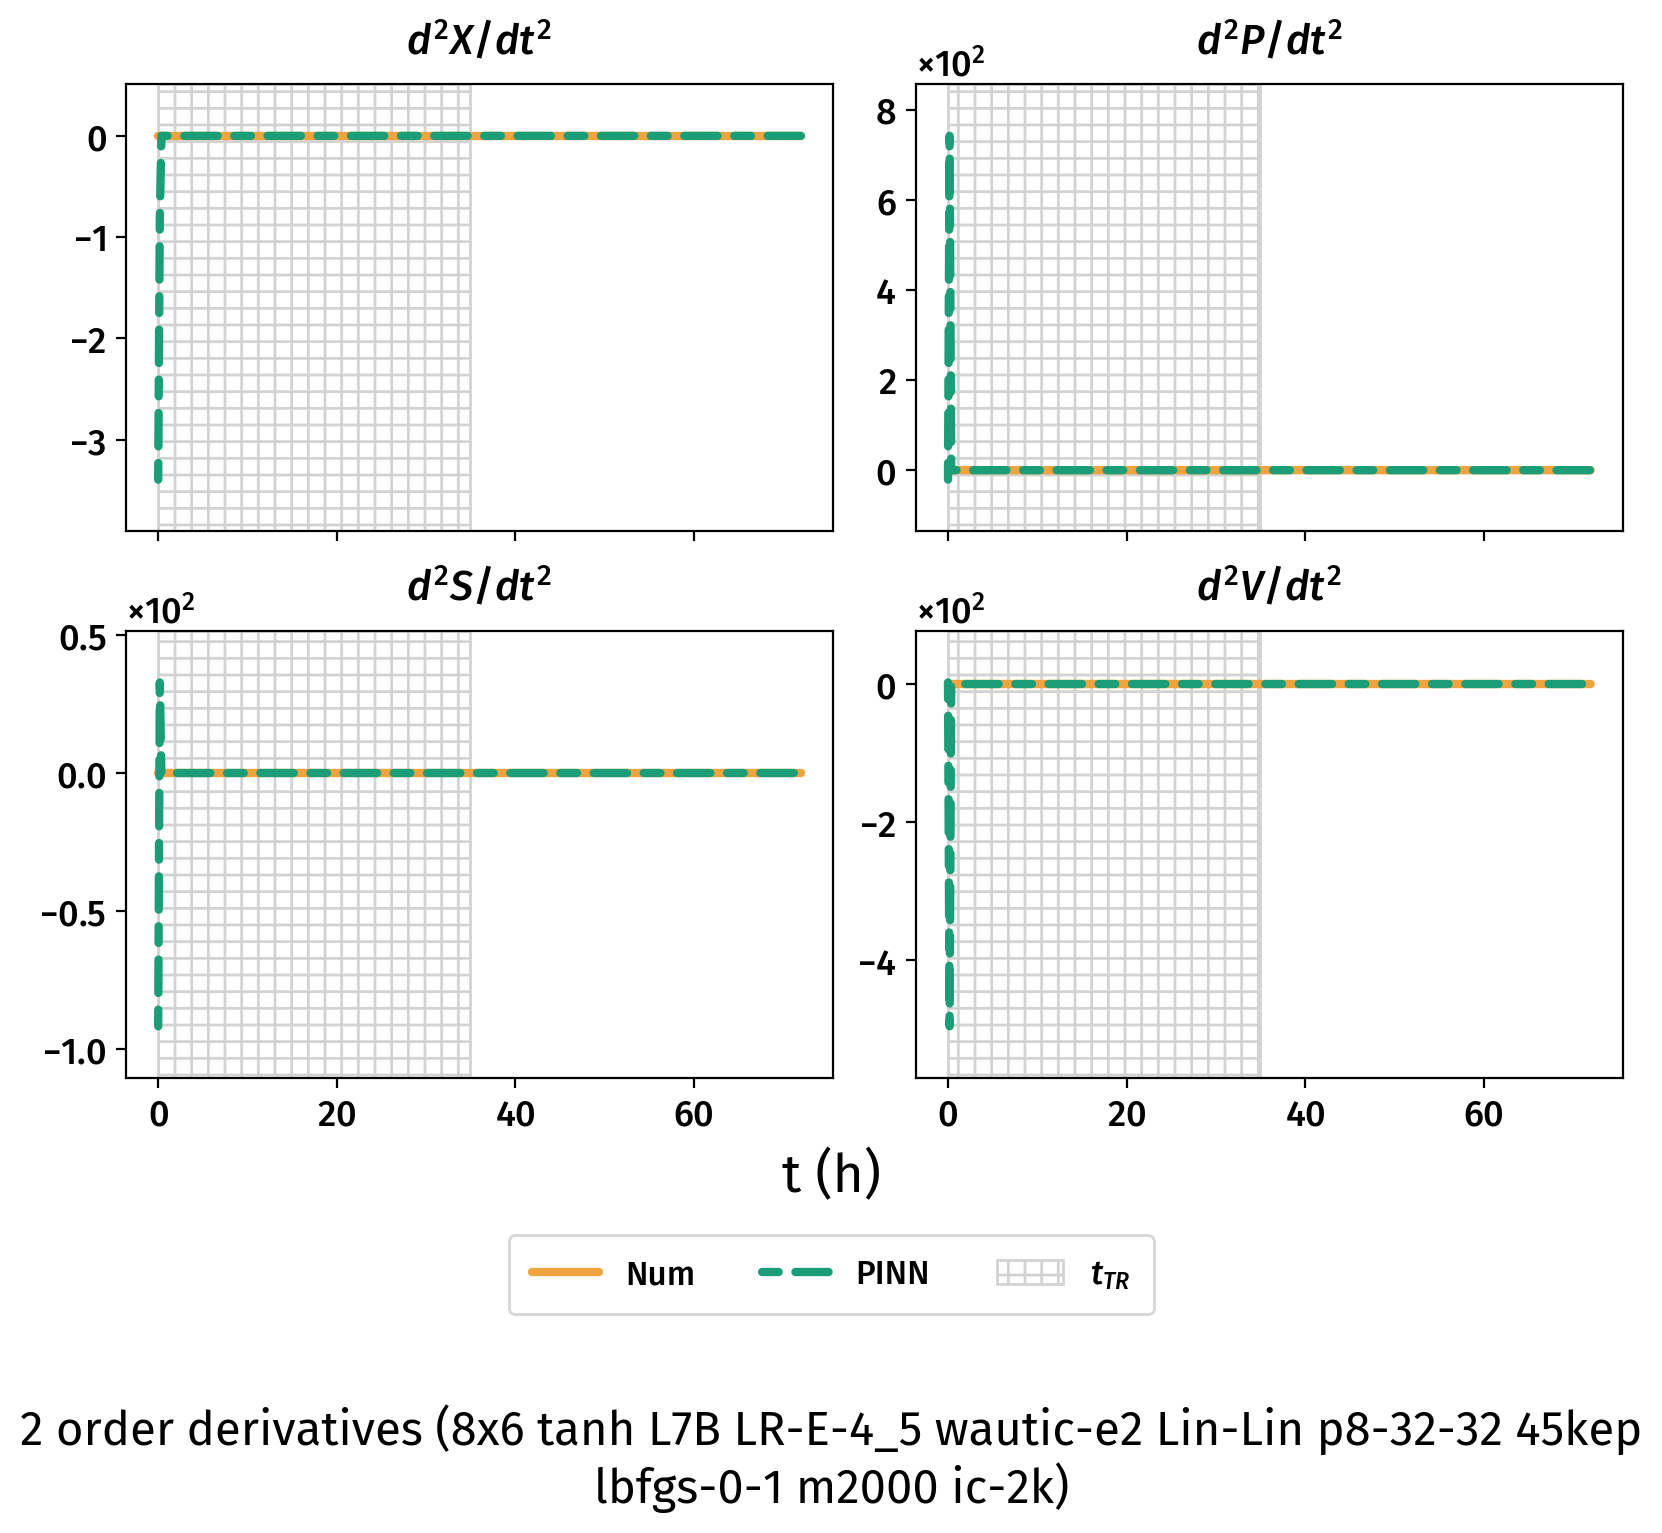 d²X/dt²
0
−1
−2
−3
d²P/dt²
×10²
8
6
4
2
0
d²S/dt²
×10²
0.5
0.0
−0.5
−1.0
0 20 40 60
d²V/dt²
×10²
0
−2
−4
0 20 40 60
t (h)
Num PINN t_TR
2 order derivatives (8x6 tanh L7B LR-E-4_5 wautic-e2 Lin-Lin p8-32-32 45kep
lbfgs-0-1 m2000 ic-2k)